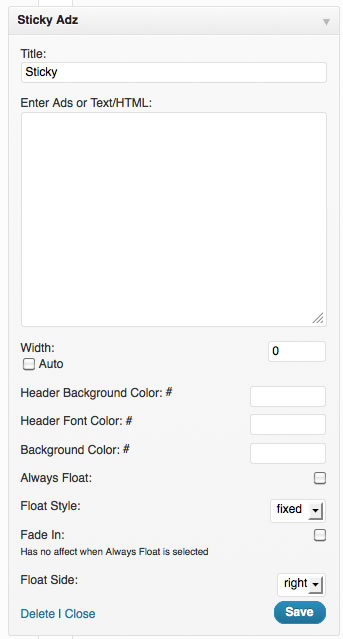 Sticky Adz
Title:
Sticky
Enter Ads or Text/HTML:
Width:
0
Auto
Header Background Color: #
Header Font Color: #
Background Color: #
Always Float:
Float Style:
fixed
Fade In:
Has no affect when Always Float is selected
Float Side:
right
Delete | Close
Save